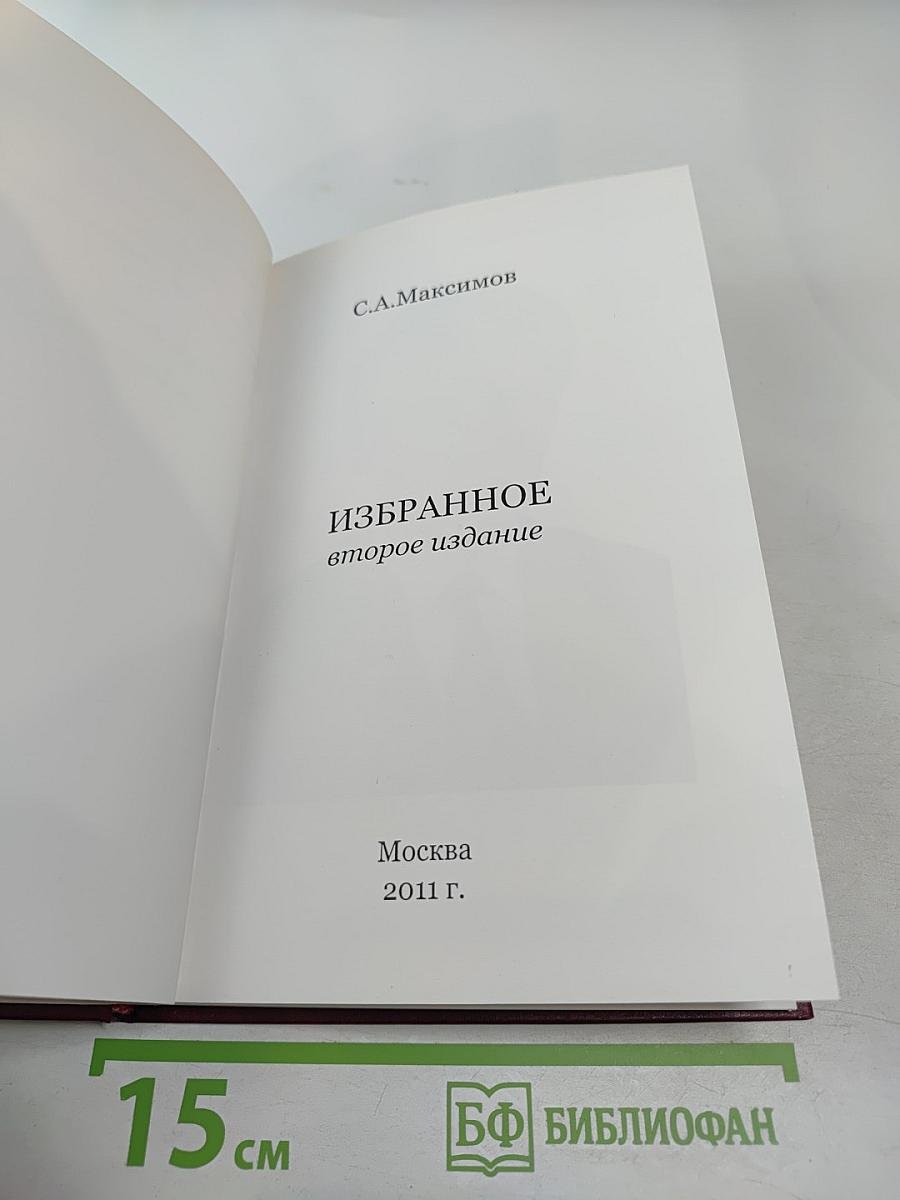 С.А.Максимов
ИЗБРАННОЕ
второе издание
Москва
2011 г.
15 см
БФ БИБЛИОФАН